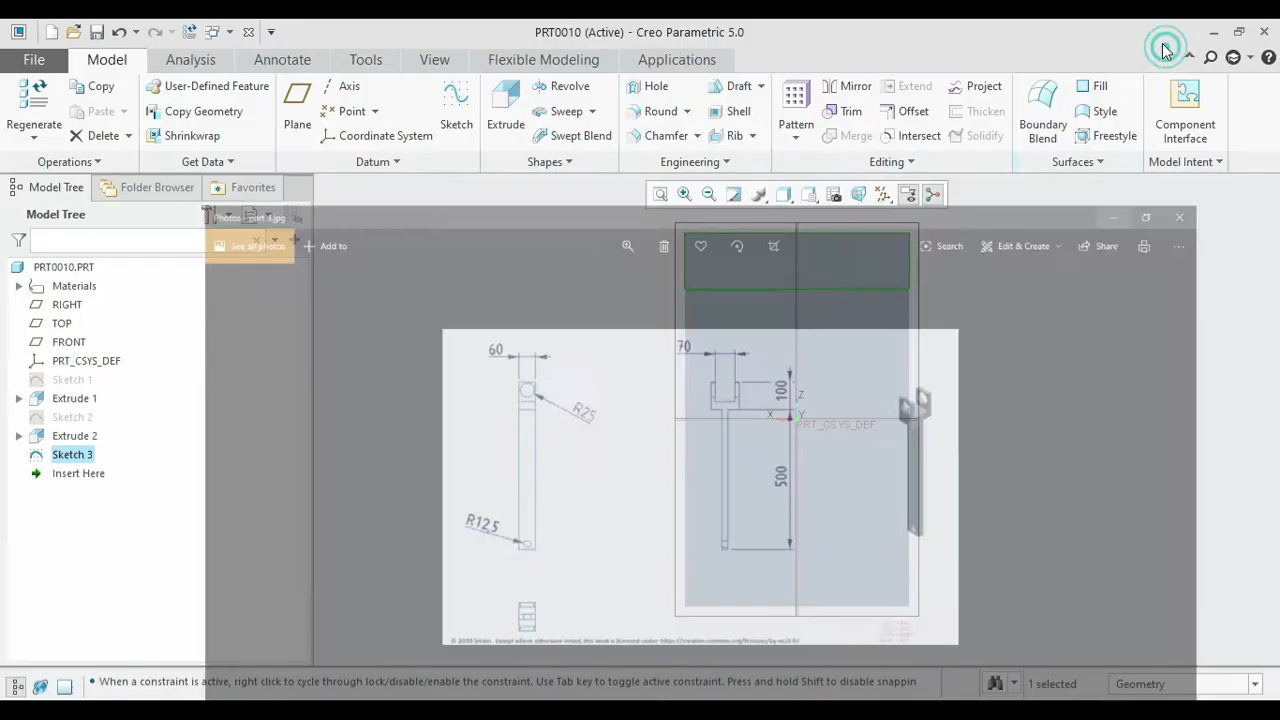 PRT0010 (Active) - Creo Parametric 5.0
File Model Analysis Annotate Tools View Flexible Modeling Applications
Copy User-Defined Feature Axis Revolve Hole Draft Mirror Extend Project Fill
Paste Copy Geometry Point Sweep Round Shell Trim Offset Thicken Style
Regenerate Plane Sketch Extrude Pattern Boundary Blend Component Interface
Delete Shrinkwrap Coordinate System Swept Blend Chamfer Rib Merge Intersect Solidify Freestyle
Operations Get Data Datum Shapes Engineering Editing Surfaces Model Intent
Model Tree Folder Browser Favorites
Model Tree
See all photos Add to Search Edit & Create Share
PRT0010.PRT
Materials
RIGHT
TOP
FRONT
PRT_CSYS_DEF
Sketch 1
Extrude 1
Sketch 2
Extrude 2
Sketch 3
Insert Here
60
R25
R12,5
70
100
500
X Y Z
PRT_CSYS_DEF
When a constraint is active, right click to cycle through lock/disable/enable the constraint. Use Tab key to toggle active constraint. Press and hold Shift to disable snappin
1 selected Geometry